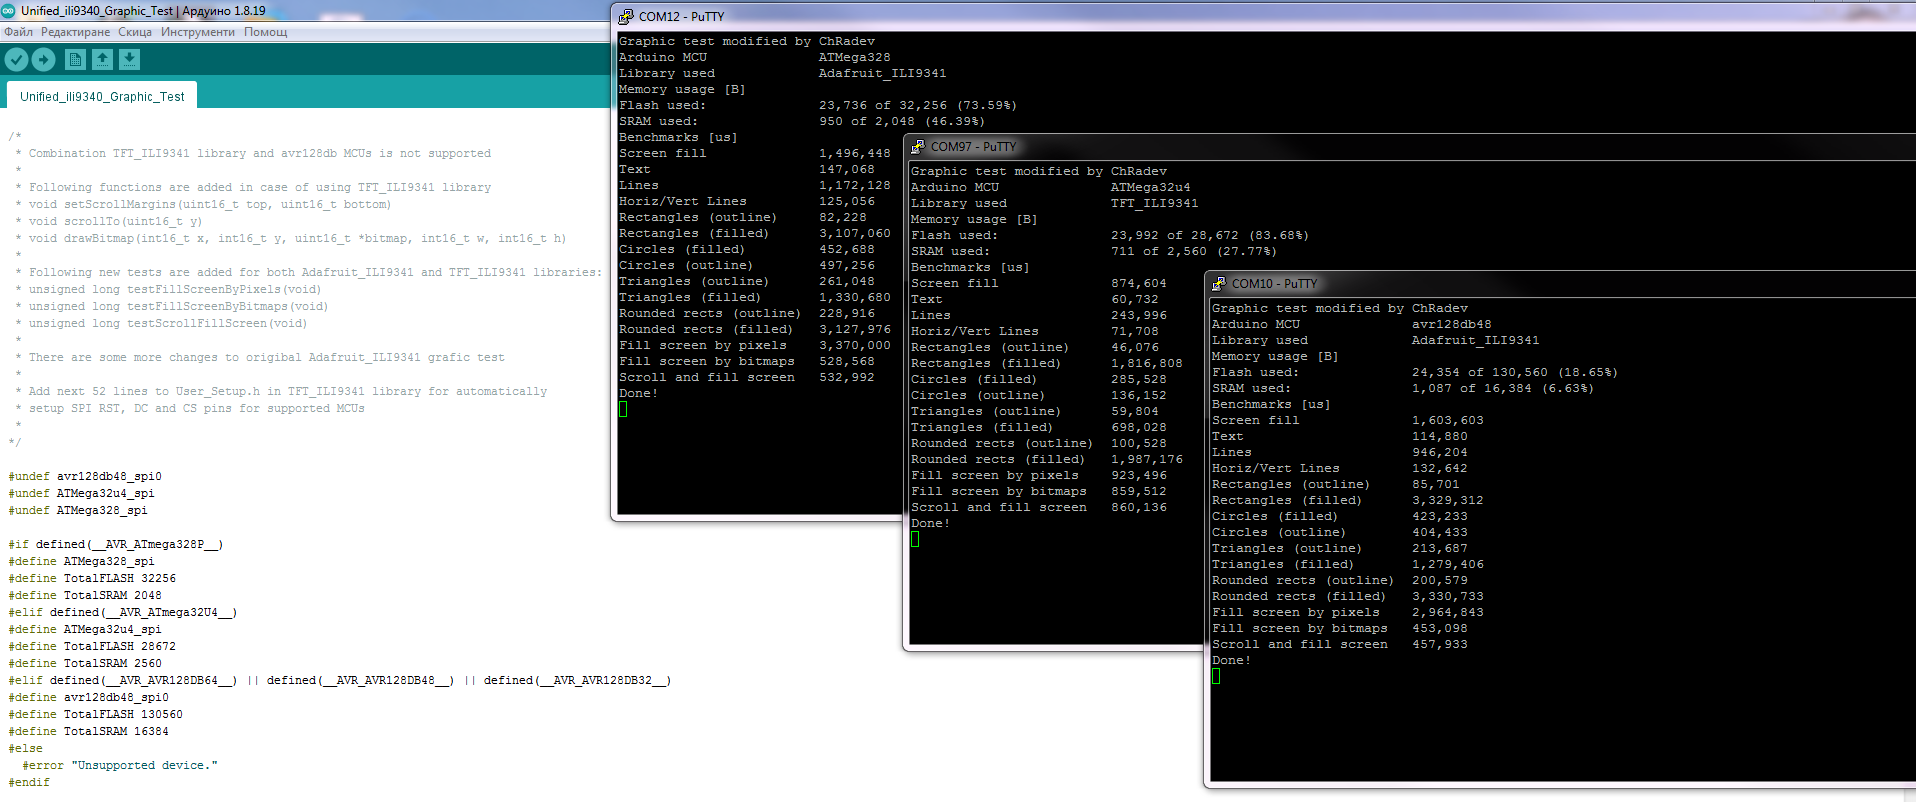 Unified_ili9340_Graphic_Test | Ардуино 1.8.19
Файл Редактиране Скица Инструменти Помощ
Unified_ili9340_Graphic_Test
/*
 * Combination TFT_ILI9341 library and avr128db MCUs is not supported
 *
 * Following functions are added in case of using TFT_ILI9341 library
 * void setScrollMargins(uint16_t top, uint16_t bottom)
 * void scrollTo(uint16_t y)
 * void drawBitmap(int16_t x, int16_t y, uint16_t *bitmap, int16_t w, int16_t h)
 *
 * Following new tests are added for both Adafruit_ILI9341 and TFT_ILI9341 libraries:
 * unsigned long testFillScreenByPixels(void)
 * unsigned long testFillScreenByBitmaps(void)
 * unsigned long testScrollFillScreen(void)
 *
 * There are some more changes to origibal Adafruit_ILI9341 grafic test
 *
 * Add next 52 lines to User_Setup.h in TFT_ILI9341 library for automatically
 * setup SPI RST, DC and CS pins for supported MCUs
 *
*/
#undef avr128db48_spi0
#undef ATMega32u4_spi
#undef ATMega328_spi
#if defined(__AVR_ATmega328P__)
#define ATMega328_spi
#define TotalFLASH 32256
#define TotalSRAM 2048
#elif defined(__AVR_ATmega32U4__)
#define ATMega32u4_spi
#define TotalFLASH 28672
#define TotalSRAM 2560
#elif defined(__AVR_AVR128DB64__) || defined(__AVR_AVR128DB48__) || defined(__AVR_AVR128DB32__)
#define avr128db48_spi0
#define TotalFLASH 130560
#define TotalSRAM 16384
#else
  #error "Unsupported device."
#endif
COM12 - PuTTY
Graphic test modified by ChRadev
Arduino MCU ATMega328
Library used Adafruit_ILI9341
Memory usage [B]
Flash used: 23,736 of 32,256 (73.59%)
SRAM used: 950 of 2,048 (46.39%)
Benchmarks [us]
Screen fill 1,496,448
Text 147,068
Lines 1,172,128
Horiz/Vert Lines 125,056
Rectangles (outline) 82,228
Rectangles (filled) 3,107,060
Circles (filled) 452,688
Circles (outline) 497,256
Triangles (outline) 261,048
Triangles (filled) 1,330,680
Rounded rects (outline) 228,916
Rounded rects (filled) 3,127,976
Fill screen by pixels 3,370,000
Fill screen by bitmaps 528,568
Scroll and fill screen 532,992
Done!
COM97 - PuTTY
Graphic test modified by ChRadev
Arduino MCU ATMega32u4
Library used TFT_ILI9341
Memory usage [B]
Flash used: 23,992 of 28,672 (83.68%)
SRAM used: 711 of 2,560 (27.77%)
Benchmarks [us]
Screen fill 874,604
Text 60,732
Lines 243,996
Horiz/Vert Lines 71,708
Rectangles (outline) 46,076
Rectangles (filled) 1,816,808
Circles (filled) 285,528
Circles (outline) 136,152
Triangles (outline) 59,804
Triangles (filled) 698,028
Rounded rects (outline) 100,528
Rounded rects (filled) 1,987,176
Fill screen by pixels 923,496
Fill screen by bitmaps 859,512
Scroll and fill screen 860,136
Done!
COM10 - PuTTY
Graphic test modified by ChRadev
Arduino MCU avr128db48
Library used Adafruit_ILI9341
Memory usage [B]
Flash used: 24,354 of 130,560 (18.65%)
SRAM used: 1,087 of 16,384 (6.63%)
Benchmarks [us]
Screen fill 1,603,603
Text 114,880
Lines 946,204
Horiz/Vert Lines 132,642
Rectangles (outline) 85,701
Rectangles (filled) 3,329,312
Circles (filled) 423,233
Circles (outline) 404,433
Triangles (outline) 213,687
Triangles (filled) 1,279,406
Rounded rects (outline) 200,579
Rounded rects (filled) 3,330,733
Fill screen by pixels 2,964,843
Fill screen by bitmaps 453,098
Scroll and fill screen 457,933
Done!